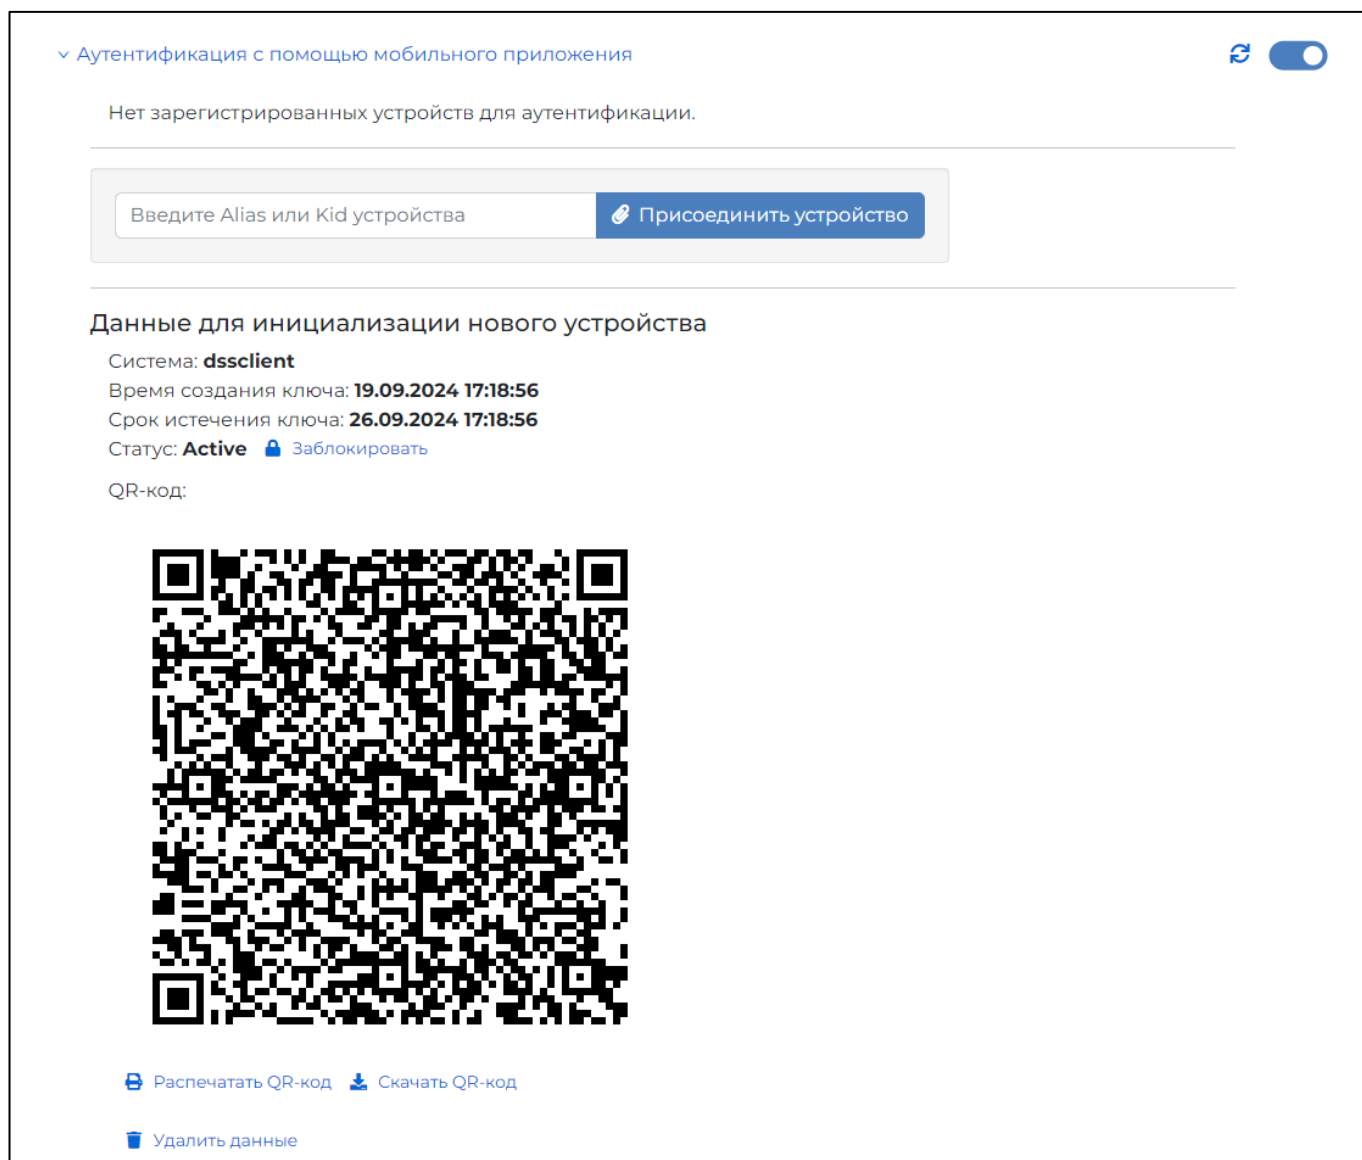 Аутентификация с помощью мобильного приложения
Нет зарегистрированных устройств для аутентификации.
Введите Alias или Kid устройства
Присоединить устройство
Данные для инициализации нового устройства
Система: dssclient
Время создания ключа: 19.09.2024 17:18:56
Срок истечения ключа: 26.09.2024 17:18:56
Статус: Active Заблокировать
QR-код:
Распечатать QR-код Скачать QR-код
Удалить данные